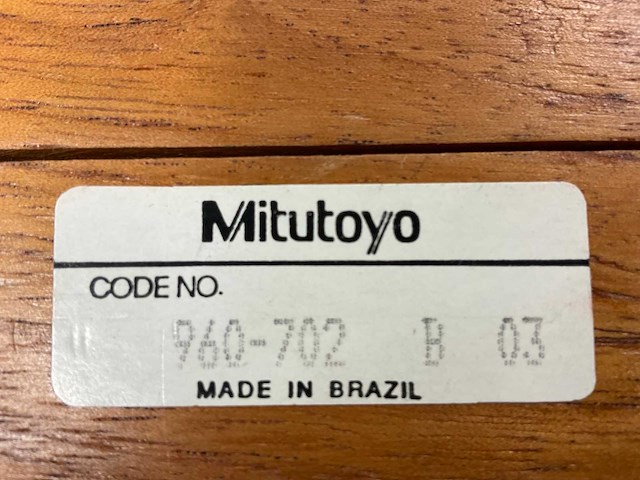 Mitutoyo
CODE NO.
960-702 B 03
MADE IN BRAZIL